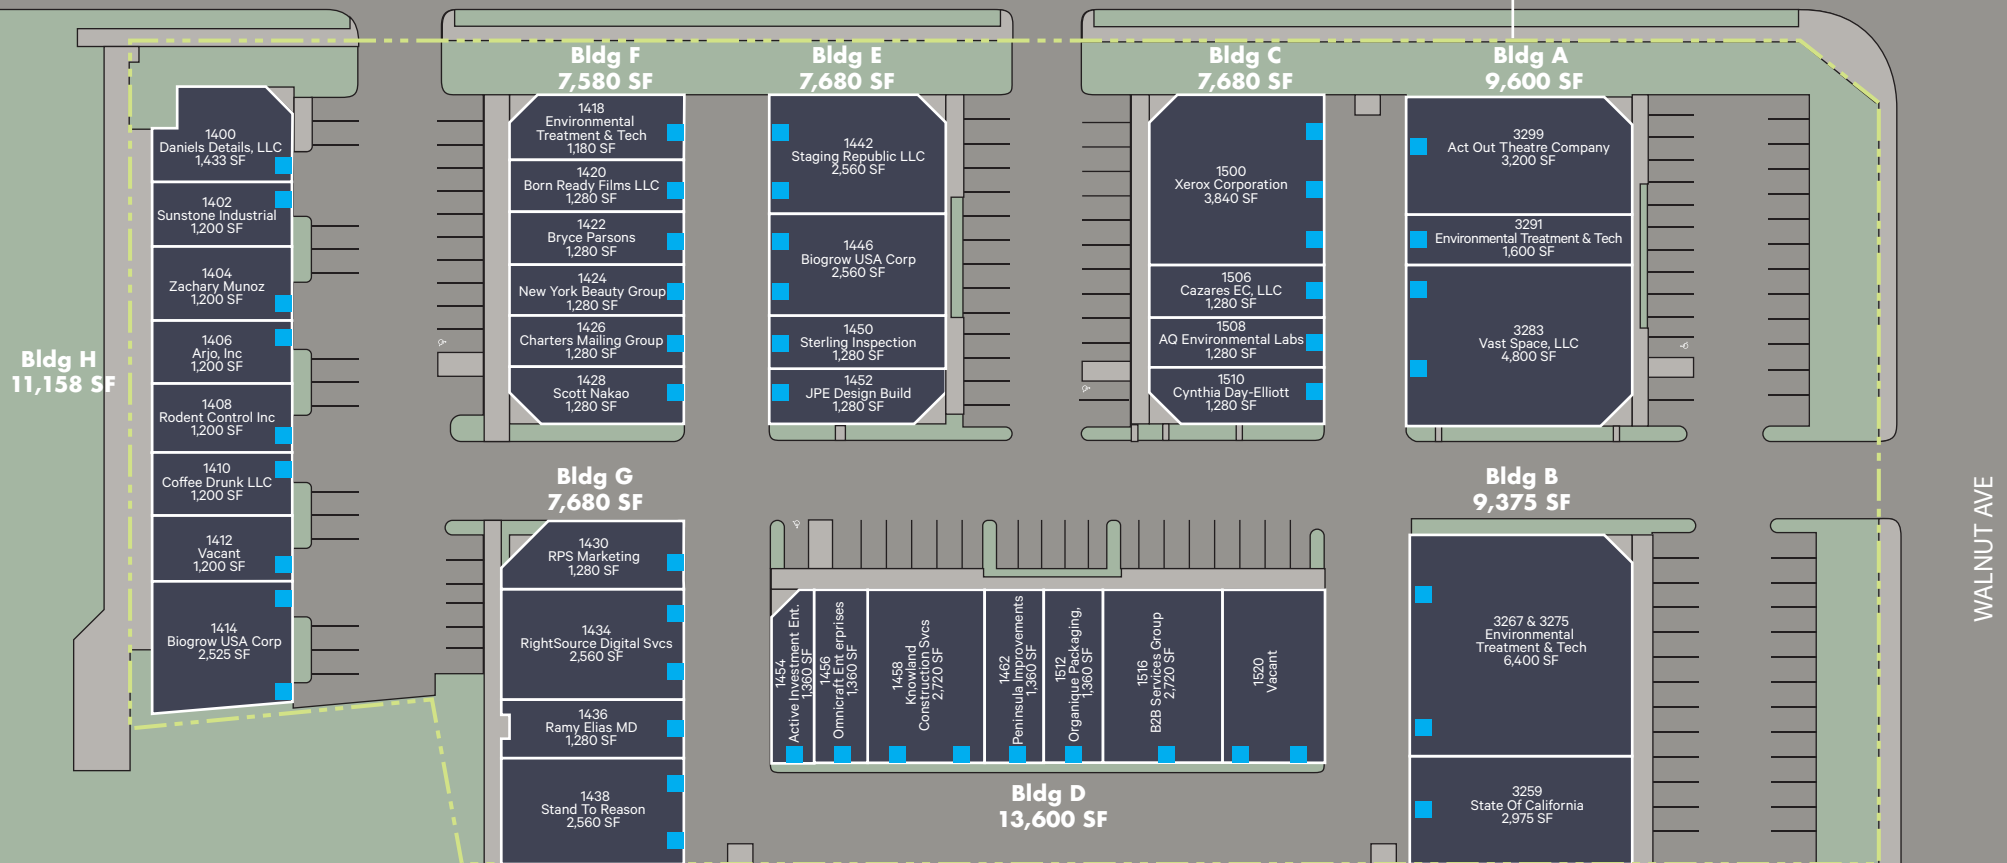 Bldg F
7,580 SF
Bldg E
7,680 SF
Bldg C
7,680 SF
Bldg A
9,600 SF
1400
Daniels Details, LLC
1,433 SF
1402
Sunstone Industrial
1,200 SF
1404
Zachary Munoz
1,200 SF
1406
Arjo, Inc
1,200 SF
1408
Rodent Control Inc
1,200 SF
1410
Coffee Drunk LLC
1,200 SF
1412
Vacant
1,200 SF
1414
Biogrow USA Corp
2,525 SF
Bldg H
11,158 SF
1418
Environmental
Treatment & Tech
1,180 SF
1420
Born Ready Films LLC
1,280 SF
1422
Bryce Parsons
1,280 SF
1424
New York Beauty Group
1,280 SF
1426
Charters Mailing Group
1,280 SF
1428
Scott Nakao
1,280 SF
1442
Staging Republic LLC
2,560 SF
1446
Biogrow USA Corp
2,560 SF
1450
Sterling Inspection
1,280 SF
1452
JPE Design Build
1,280 SF
1500
Xerox Corporation
3,840 SF
1506
Cazares EC, LLC
1,280 SF
1508
AQ Environmental Labs
1,280 SF
1510
Cynthia Day-Elliott
1,280 SF
3299
Act Out Theatre Company
3,200 SF
3291
Environmental Treatment & Tech
1,600 SF
3283
Vast Space, LLC
4,800 SF
Bldg G
7,680 SF
1430
RPS Marketing
1,280 SF
1434
RightSource Digital Svcs
2,560 SF
1436
Ramy Elias MD
1,280 SF
1438
Stand To Reason
2,560 SF
1454
Active Investment Ent.
1,360 SF
1456
Omnicraft Ent erprises
1,360 SF
1458
Knowland
Construction Svcs
2,720 SF
1462
Peninsula Improvements
1,360 SF
1512
Organique Packaging,
1,360 SF
1516
B2B Services Group
2,720 SF
1520
Vacant
Bldg D
13,600 SF
Bldg B
9,375 SF
3267 & 3275
Environmental
Treatment & Tech
6,400 SF
3259
State Of California
2,975 SF
WALNUT AVE